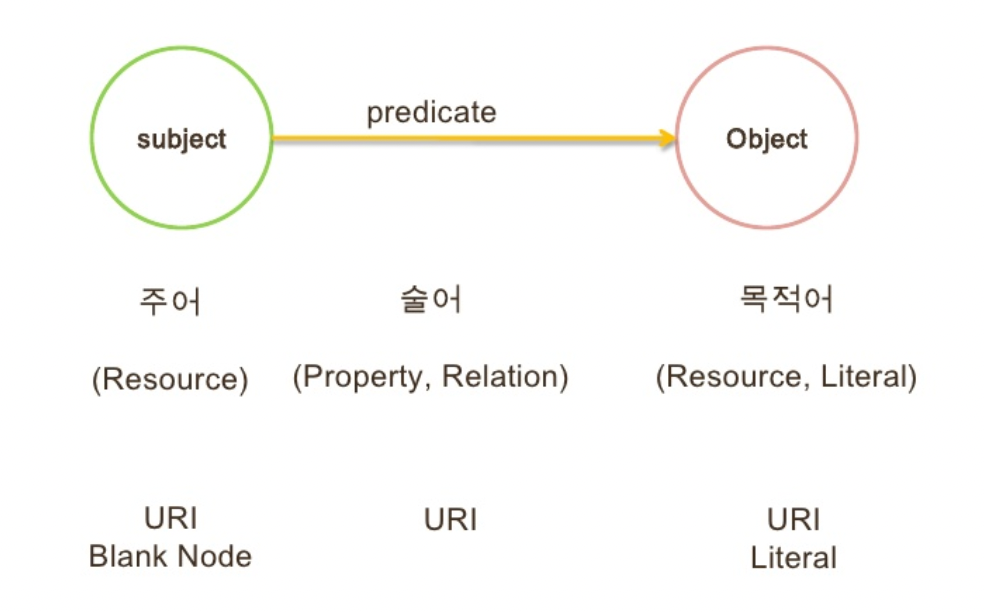 predicate
subject
Object
주어
술어
목적어
(Resource)
(Property, Relation)
(Resource, Literal)
URI
Blank Node
URI
URI
Literal